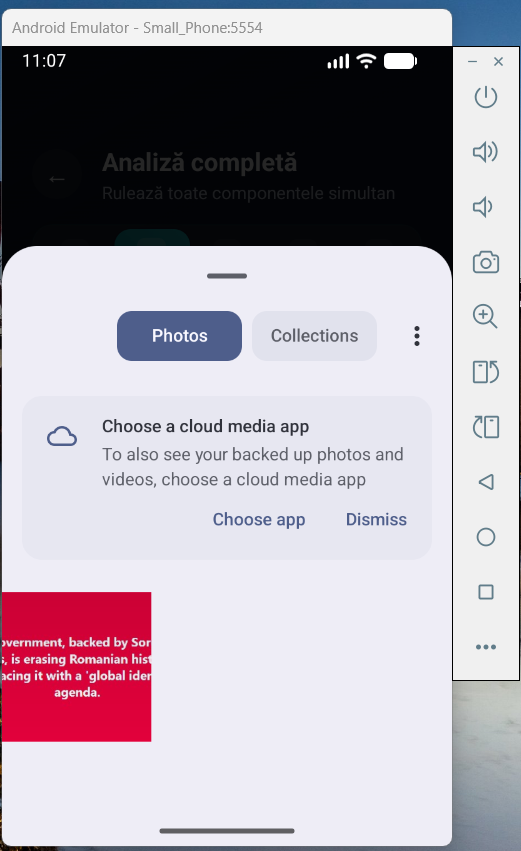 Android Emulator - Small_Phone:5554
11:07
Analiză completă
Rulează toate componentele simultan
Photos
Collections
Choose a cloud media app
To also see your backed up photos and
videos, choose a cloud media app
Choose app
Dismiss
overnment, backed by Sor
s, is erasing Romanian hist
acing it with a 'global iden
agenda.